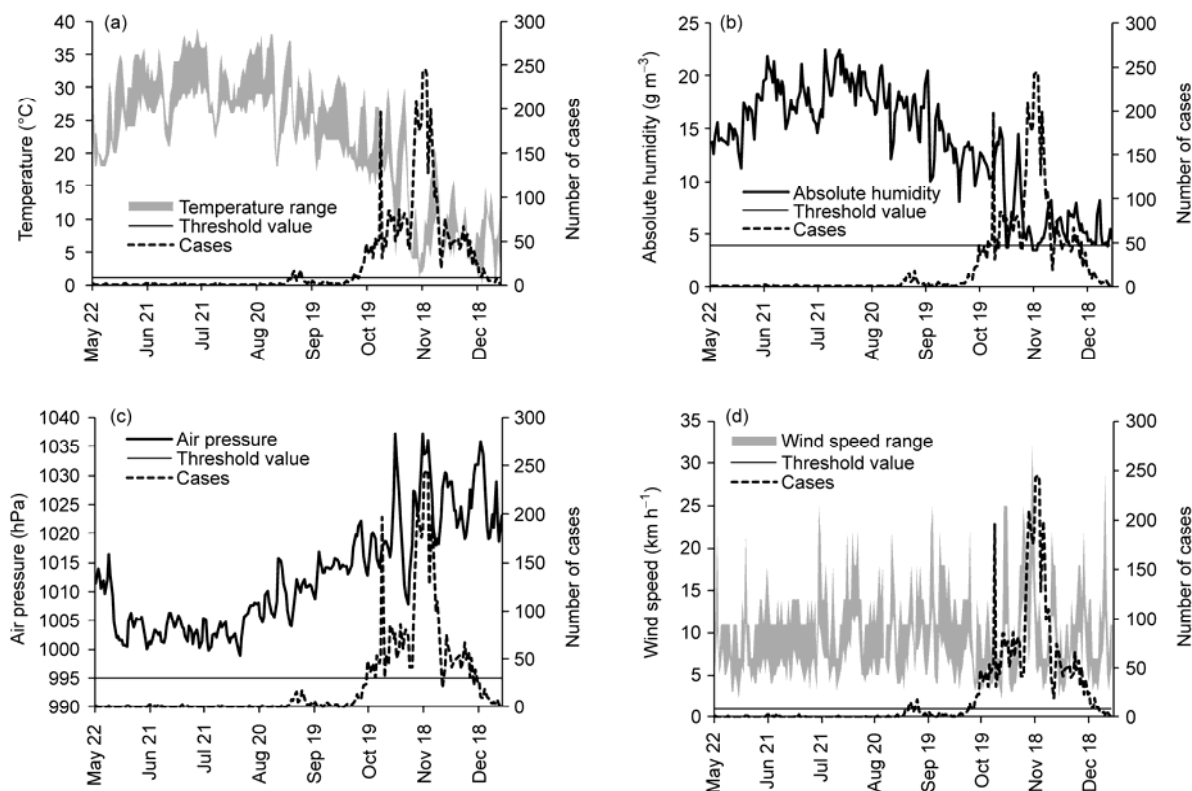 (a)
40
35
30
25
20
15
10
5
0
Temperature (°C)
300
250
200
150
100
50
0
Number of cases
Temperature range
Threshold value
Cases
May 22
Jun 21
Jul 21
Aug 20
Sep 19
Oct 19
Nov 18
Dec 18
(b)
25
20
15
10
5
0
Absolute humidity (g m⁻³)
300
250
200
150
100
50
0
Number of cases
Absolute humidity
Threshold value
Cases
May 22
Jun 21
Jul 21
Aug 20
Sep 19
Oct 19
Nov 18
Dec 18
(c)
1040
1035
1030
1025
1020
1015
1010
1005
1000
995
990
Air pressure (hPa)
300
250
200
150
100
50
0
Number of cases
Air pressure
Threshold value
Cases
May 22
Jun 21
Jul 21
Aug 20
Sep 19
Oct 19
Nov 18
Dec 18
(d)
35
30
25
20
15
10
5
0
Wind speed (km h⁻¹)
300
250
200
150
100
50
0
Number of cases
Wind speed range
Threshold value
Cases
May 22
Jun 21
Jul 21
Aug 20
Sep 19
Oct 19
Nov 18
Dec 18